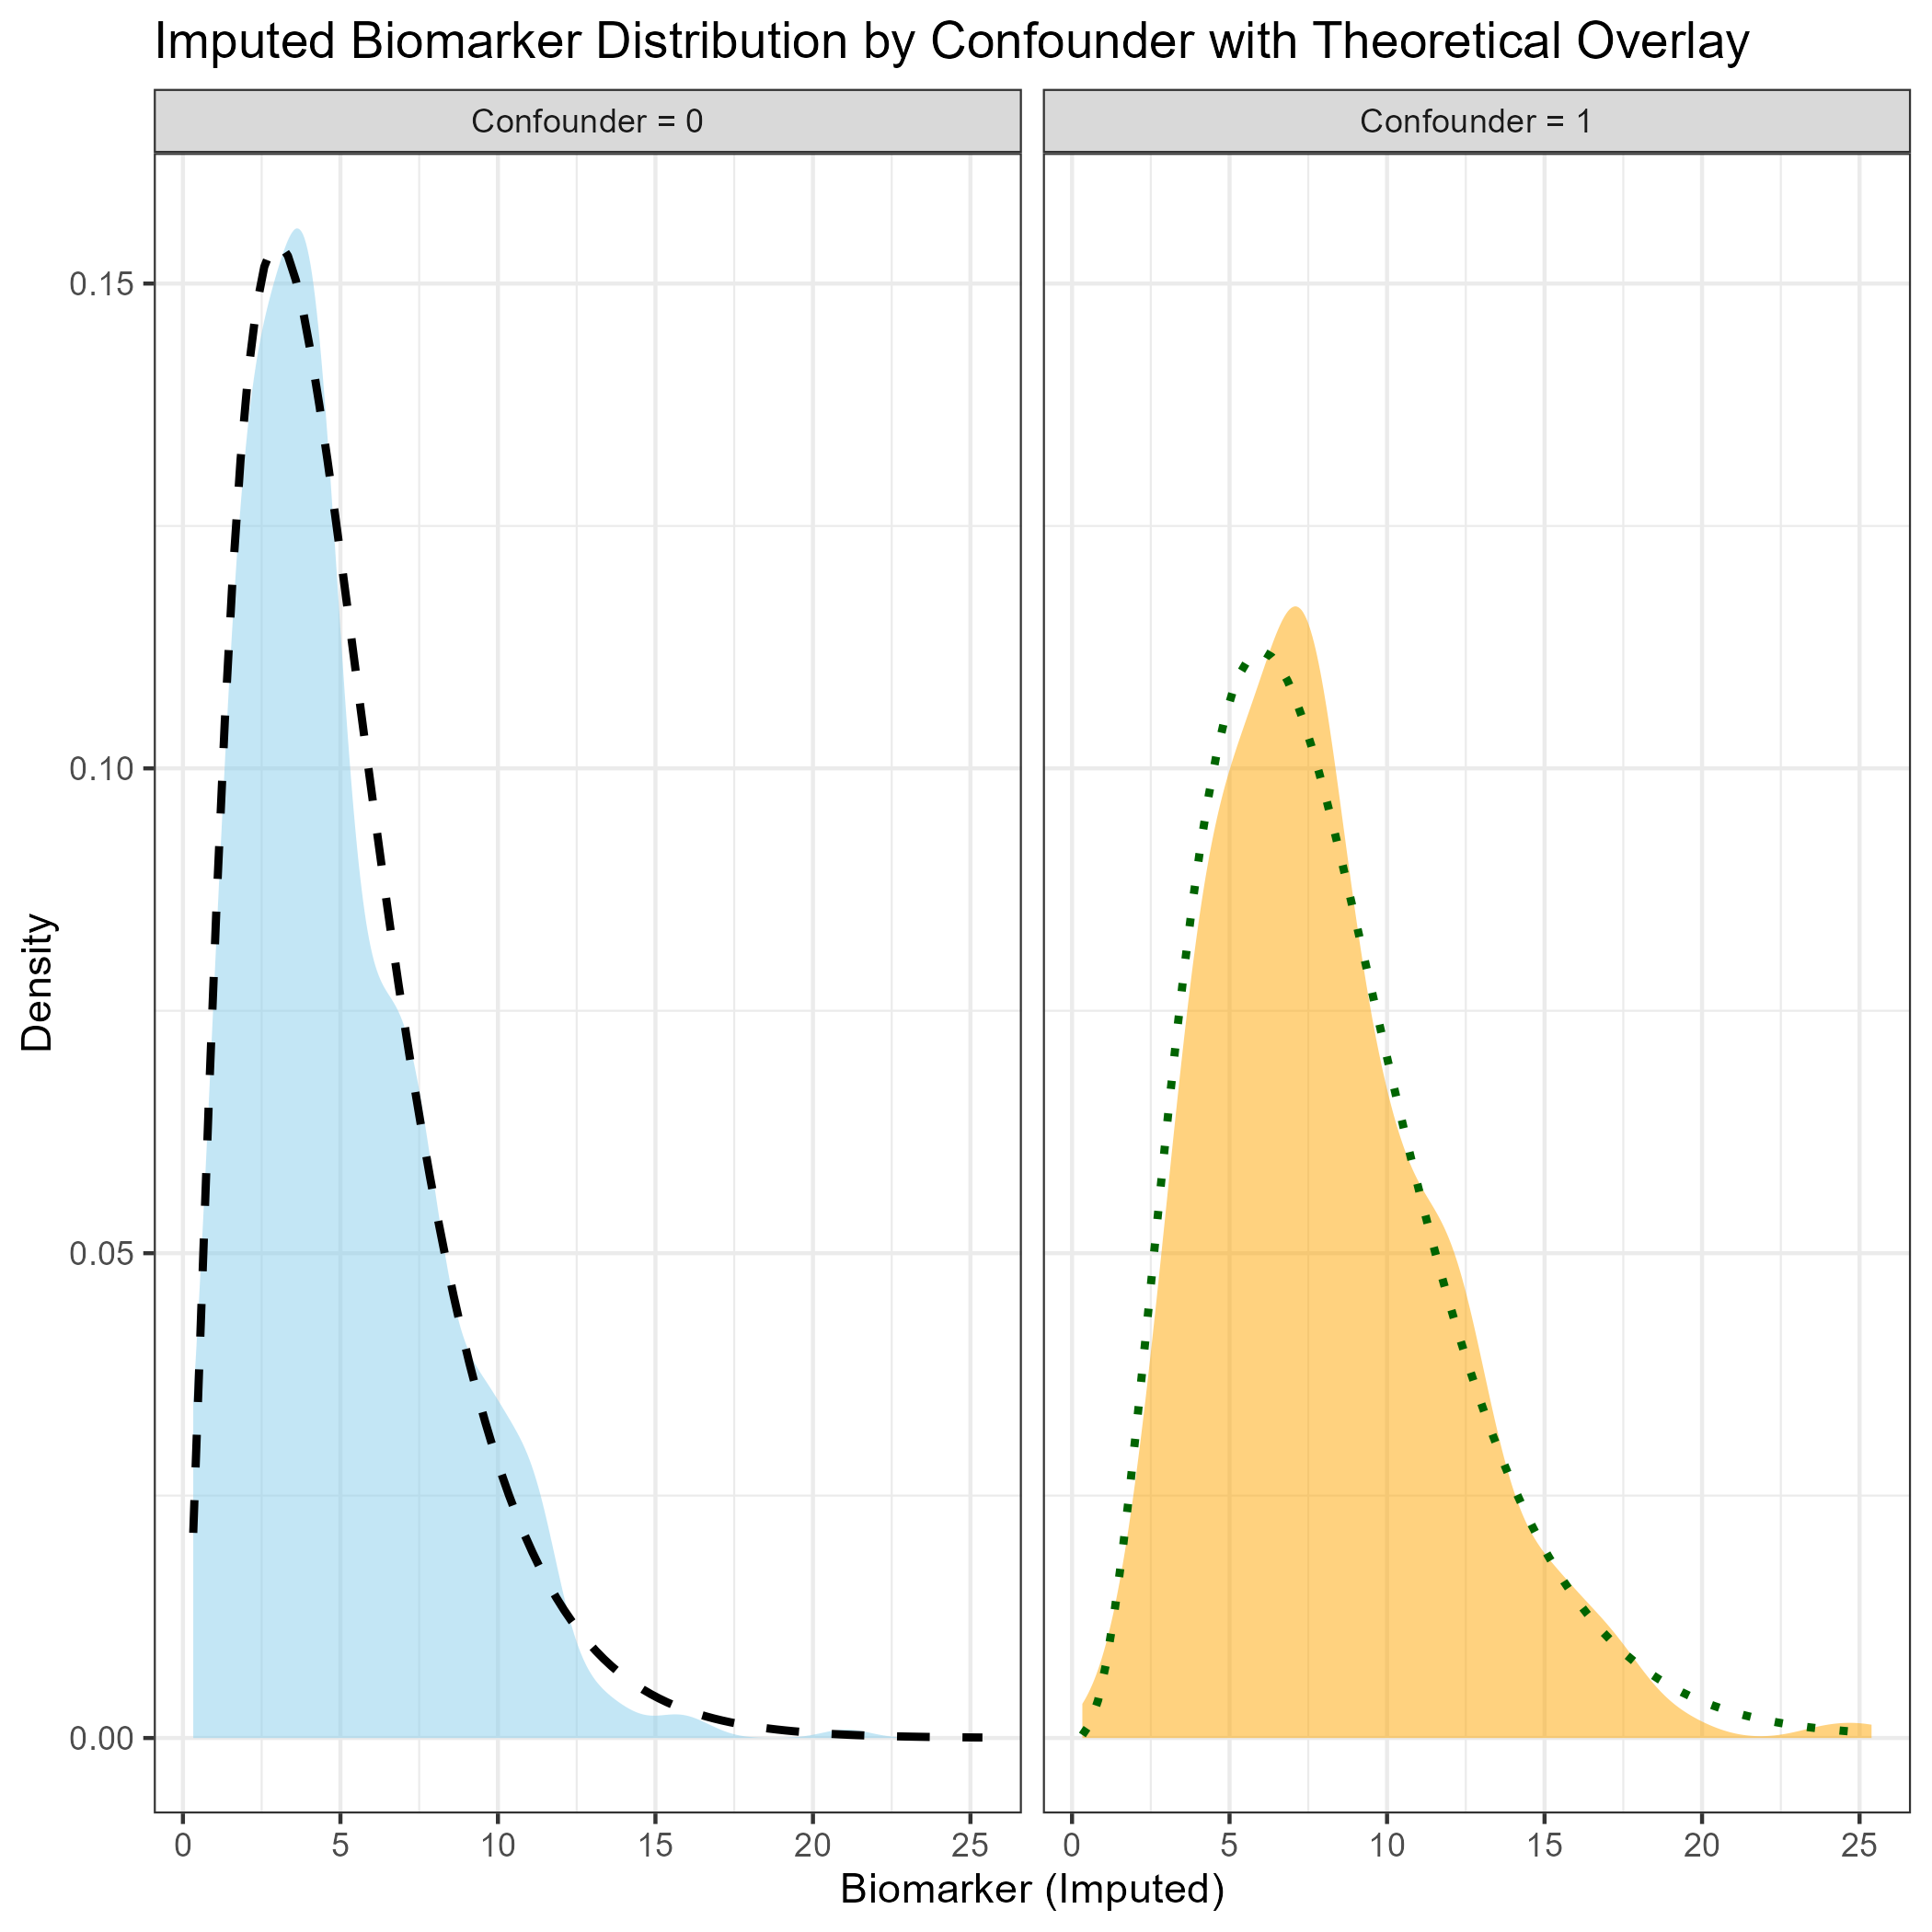 Imputed Biomarker Distribution by Confounder with Theoretical Overlay
Confounder = 0
Confounder = 1
Density
0.15
0.10
0.05
0.00
0 5 10 15 20 25
0 5 10 15 20 25
Biomarker (Imputed)